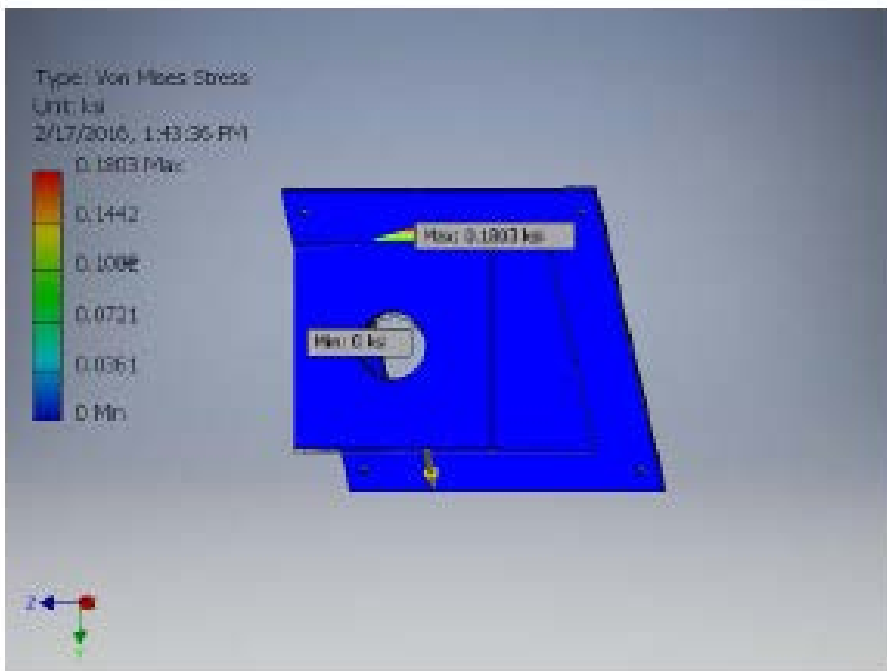 Type: Von Mises Stress
Unit: ksi
2/17/2016, 1:43:36 PM
0.1803 Max
0.1442
0.1082
0.0721
0.0361
0 Min
Max: 0.1803 ksi
Min: 0 ksi
Z
Y